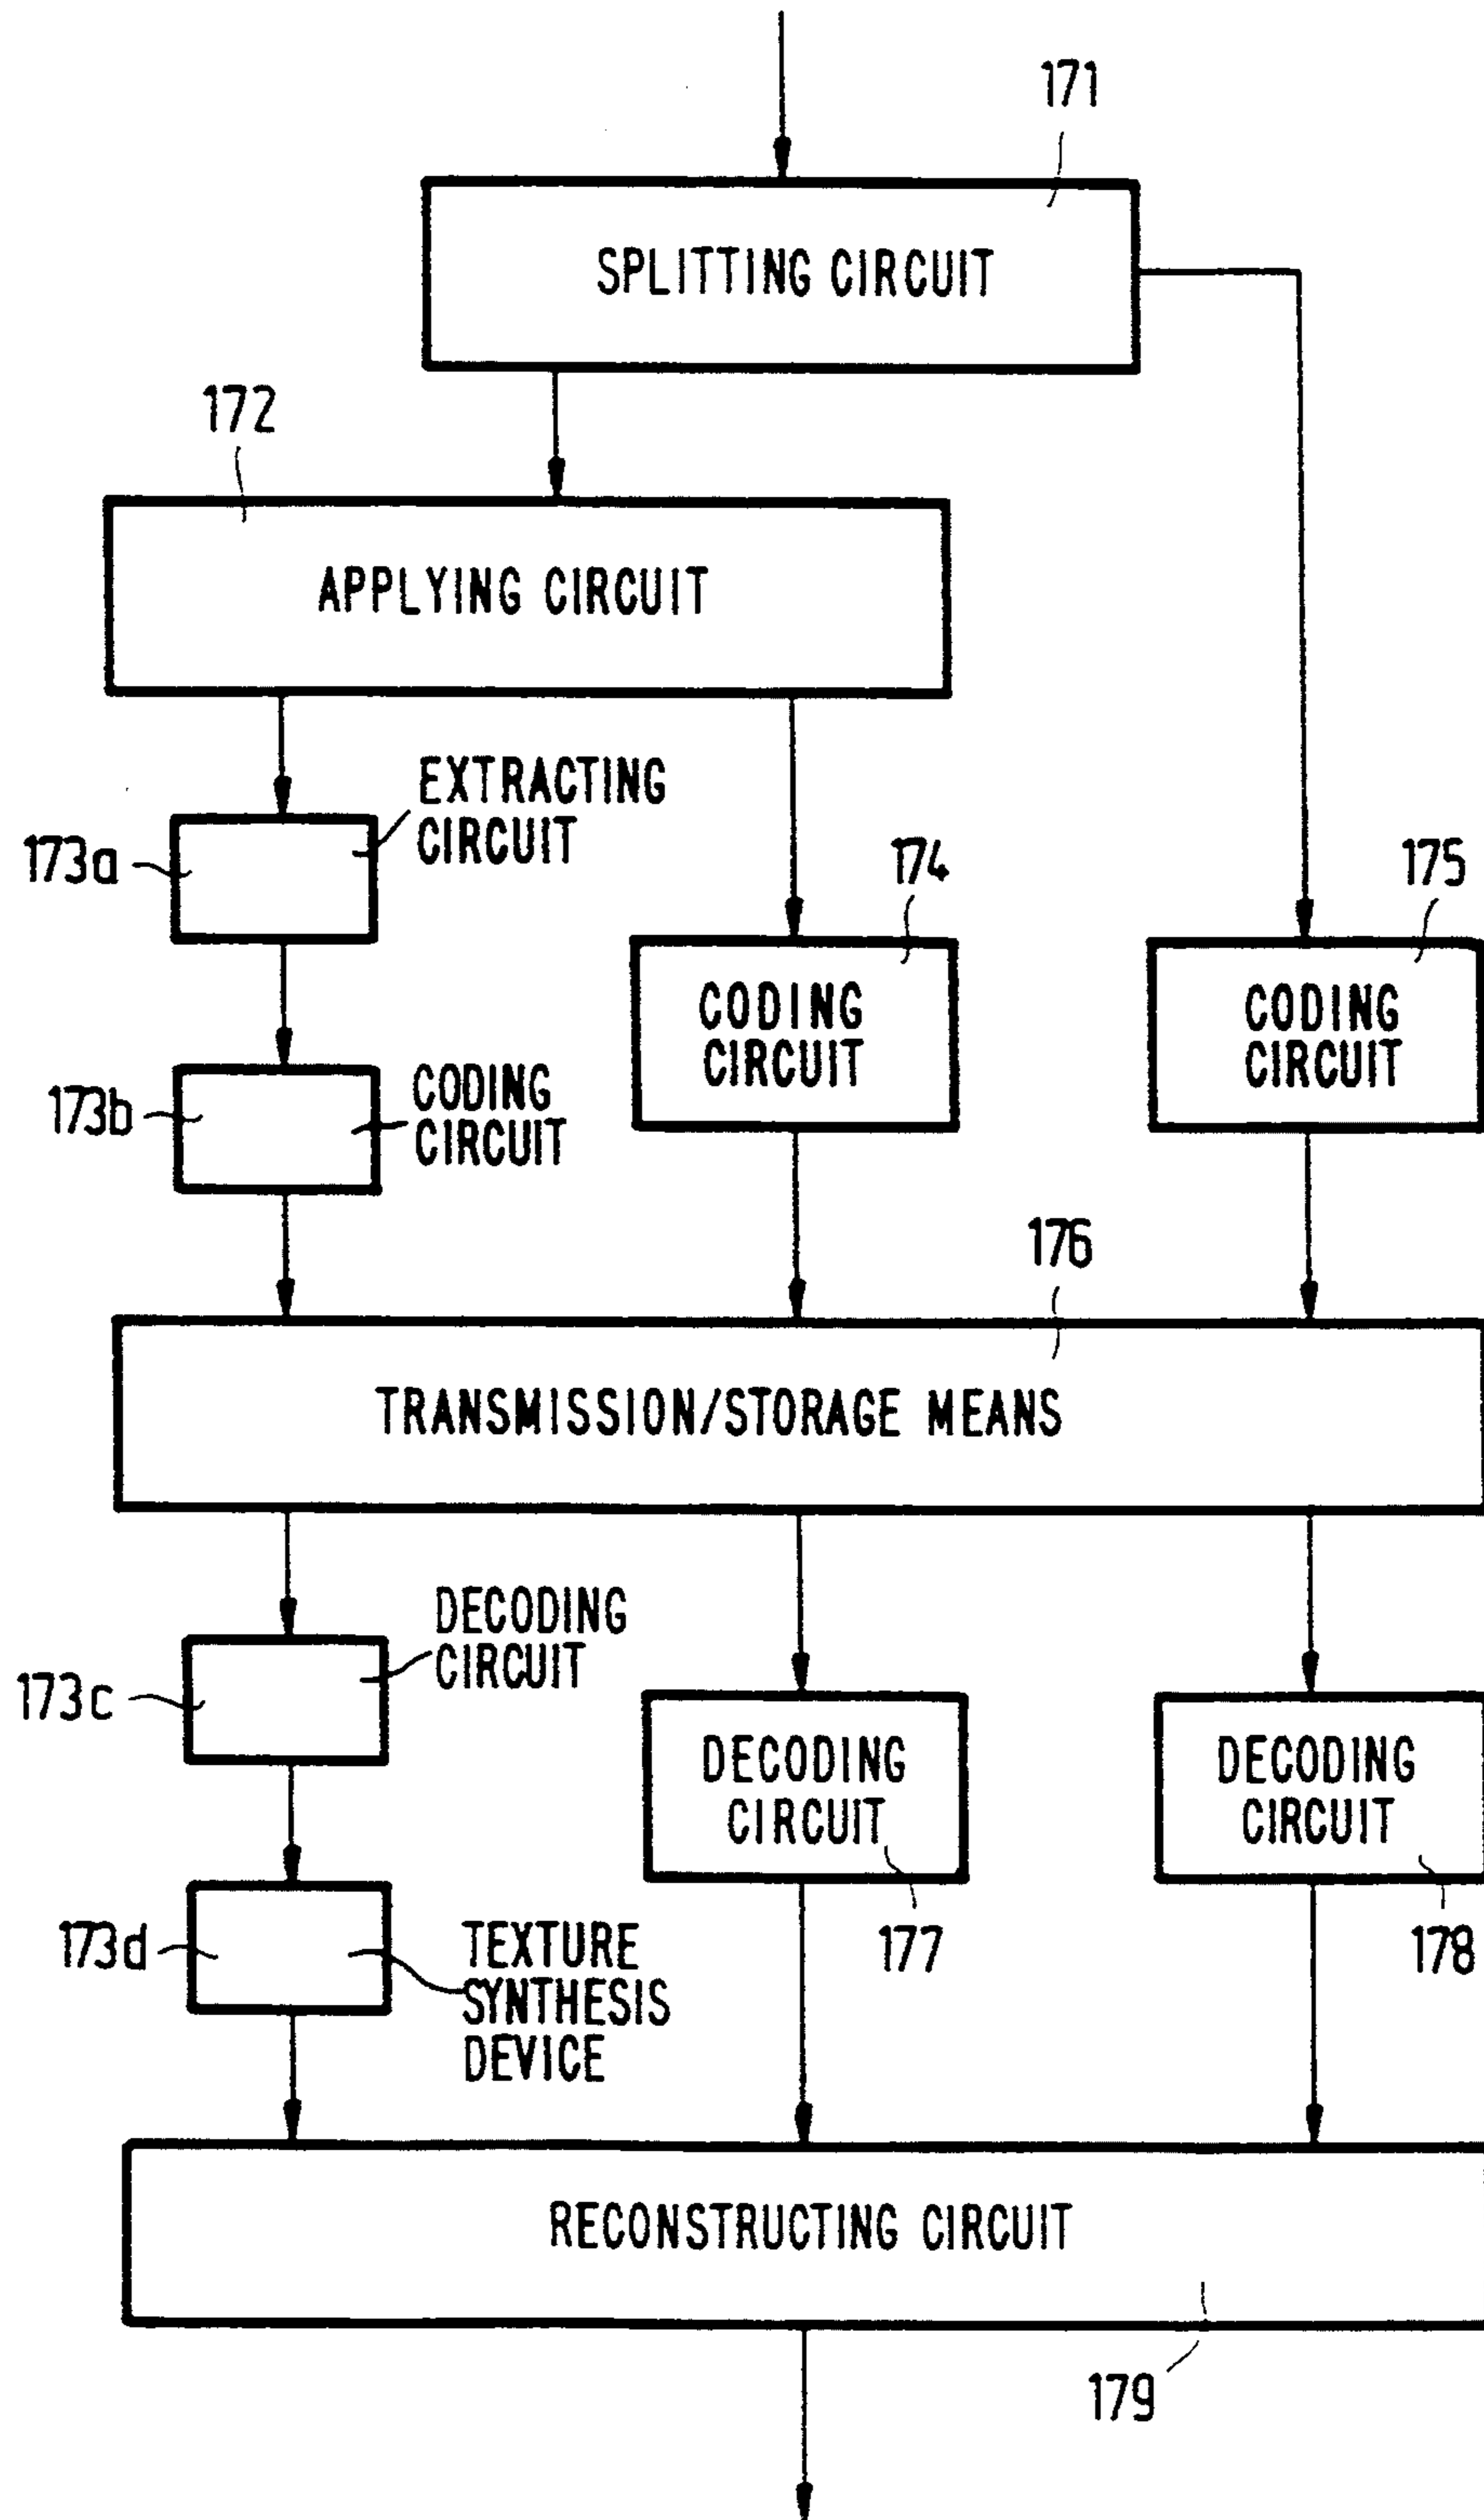 171
SPLITTING CIRCUIT
172
APPLYING CIRCUIT
EXTRACTING
CIRCUIT
173a
174
175
CODING
CIRCUIT
CODING
CIRCUIT
173b
CODING
CIRCUIT
176
TRANSMISSION/STORAGE MEANS
DECODING
CIRCUIT
173c
DECODING
CIRCUIT
DECODING
CIRCUIT
177
178
173d
TEXTURE
SYNTHESIS
DEVICE
RECONSTRUCTING CIRCUIT
179